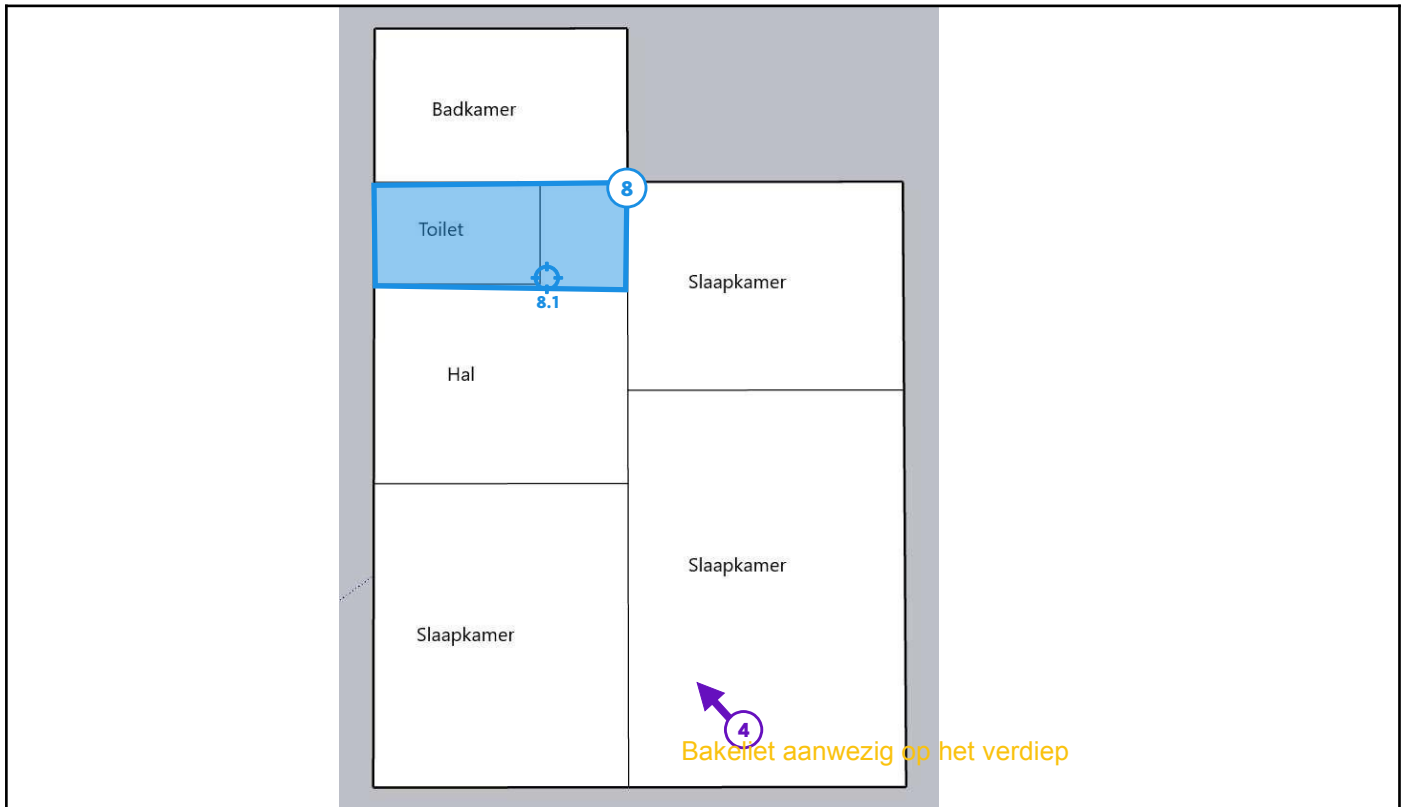 Badkamer
8
Toilet
Slaapkamer
8.1
Hal
Slaapkamer
Slaapkamer
4
Bakeliet aanwezig op het verdiep